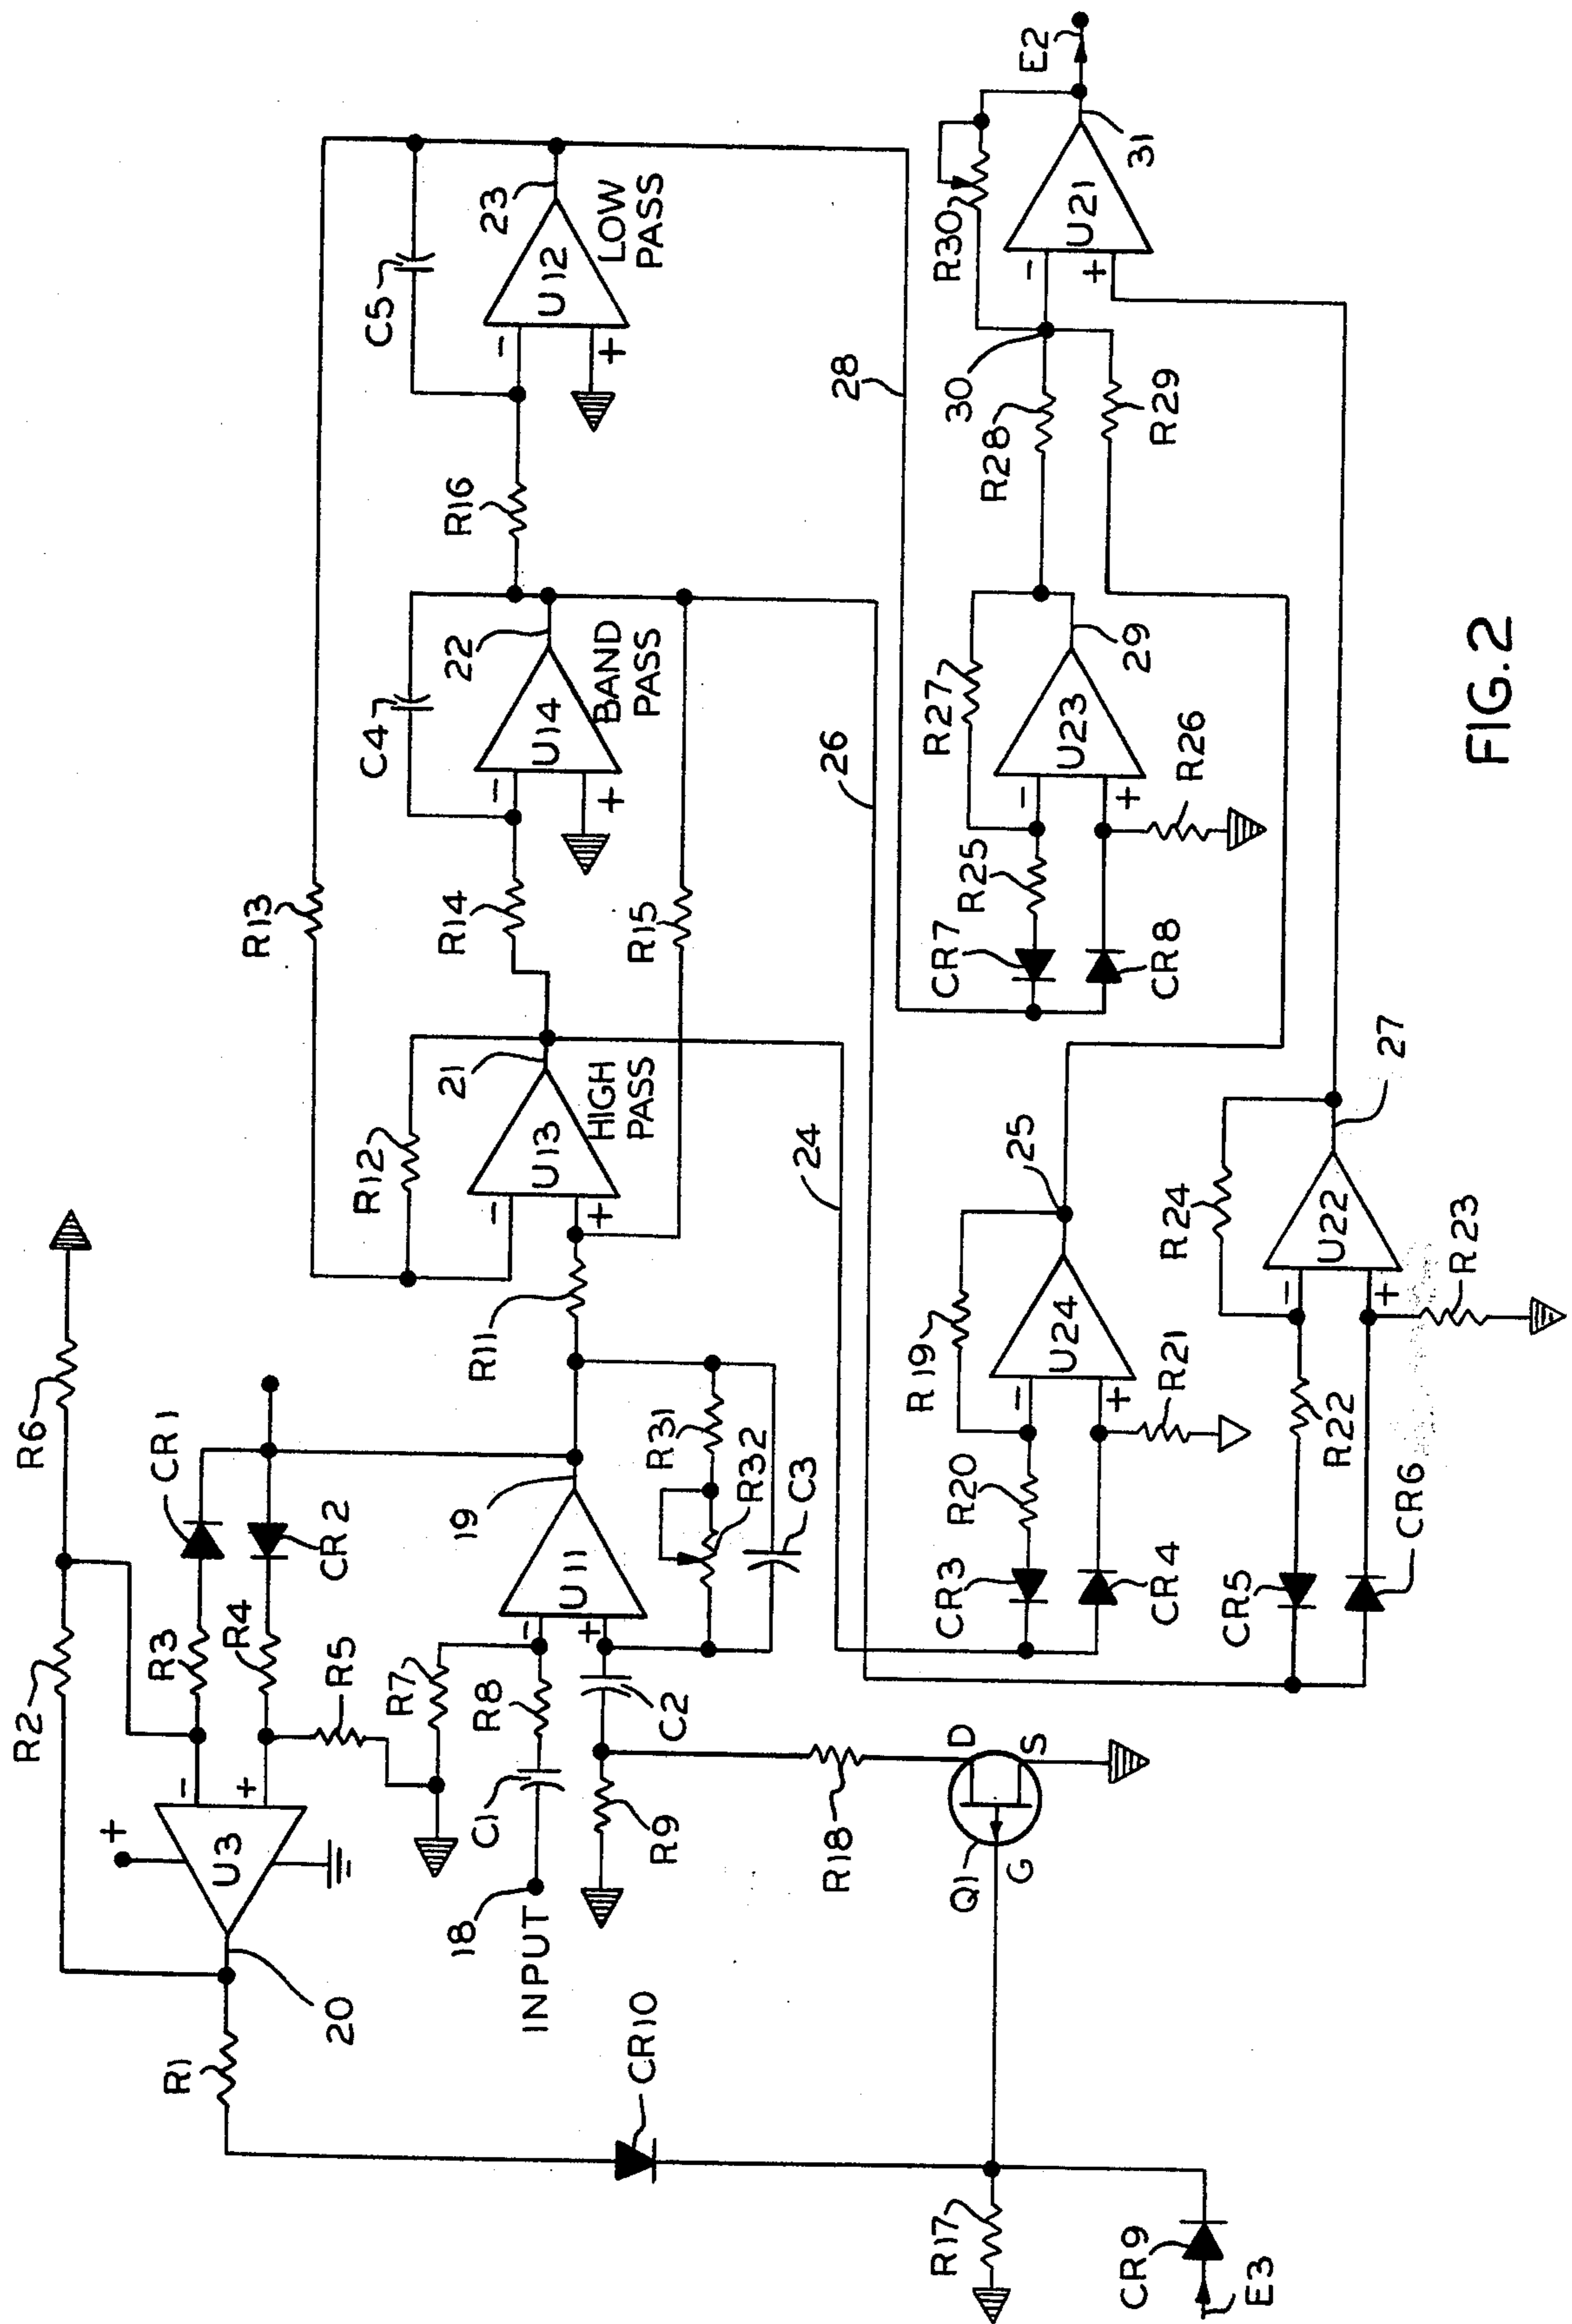 R6
R2
CR1
R3
CR2
R4
R5
+
−
+
U3
20
R1
R13
C5
R12
21
−
+
U13
HIGH
PASS
R14
C4
−
+
U14
22
BAND
PASS
R15
R16
−
+
U12
23
LOW
PASS
19
R11
R7
R8
C1
18
INPUT
−
+
U11
R31
R32
C3
C2
R9
R18
CR10
D
S
Q1
G
R17
CR9
E3
24
26
28
R19
25
−
+
U24
R20
R21
CR3
CR4
CR7
R25
CR8
R27
−
+
U23
29
R26
R28
30
R29
R30
−
+
U21
31
E2
R24
−
+
U22
27
R23
R22
CR5
CR6
FIG.2